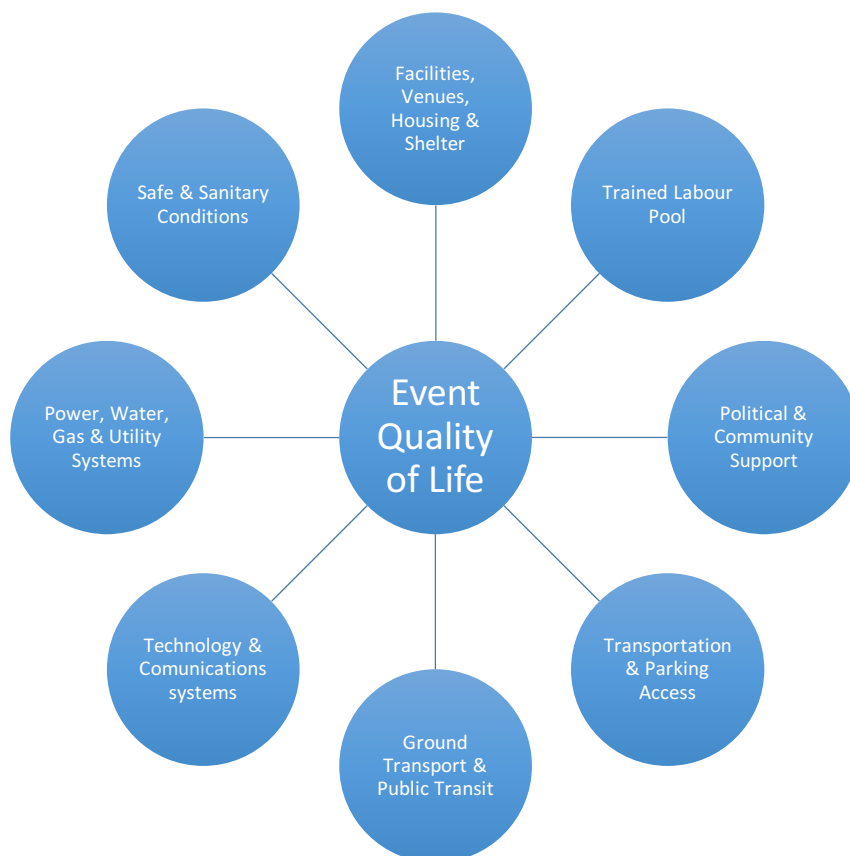 Facilities,
Venues,
Housing &
Shelter
Trained Labour
Pool
Political &
Community
Support
Transportation
& Parking
Access
Ground
Transport &
Public Transit
Technology &
Comunications
systems
Power, Water,
Gas & Utility
Systems
Safe & Sanitary
Conditions
Event
Quality
of Life